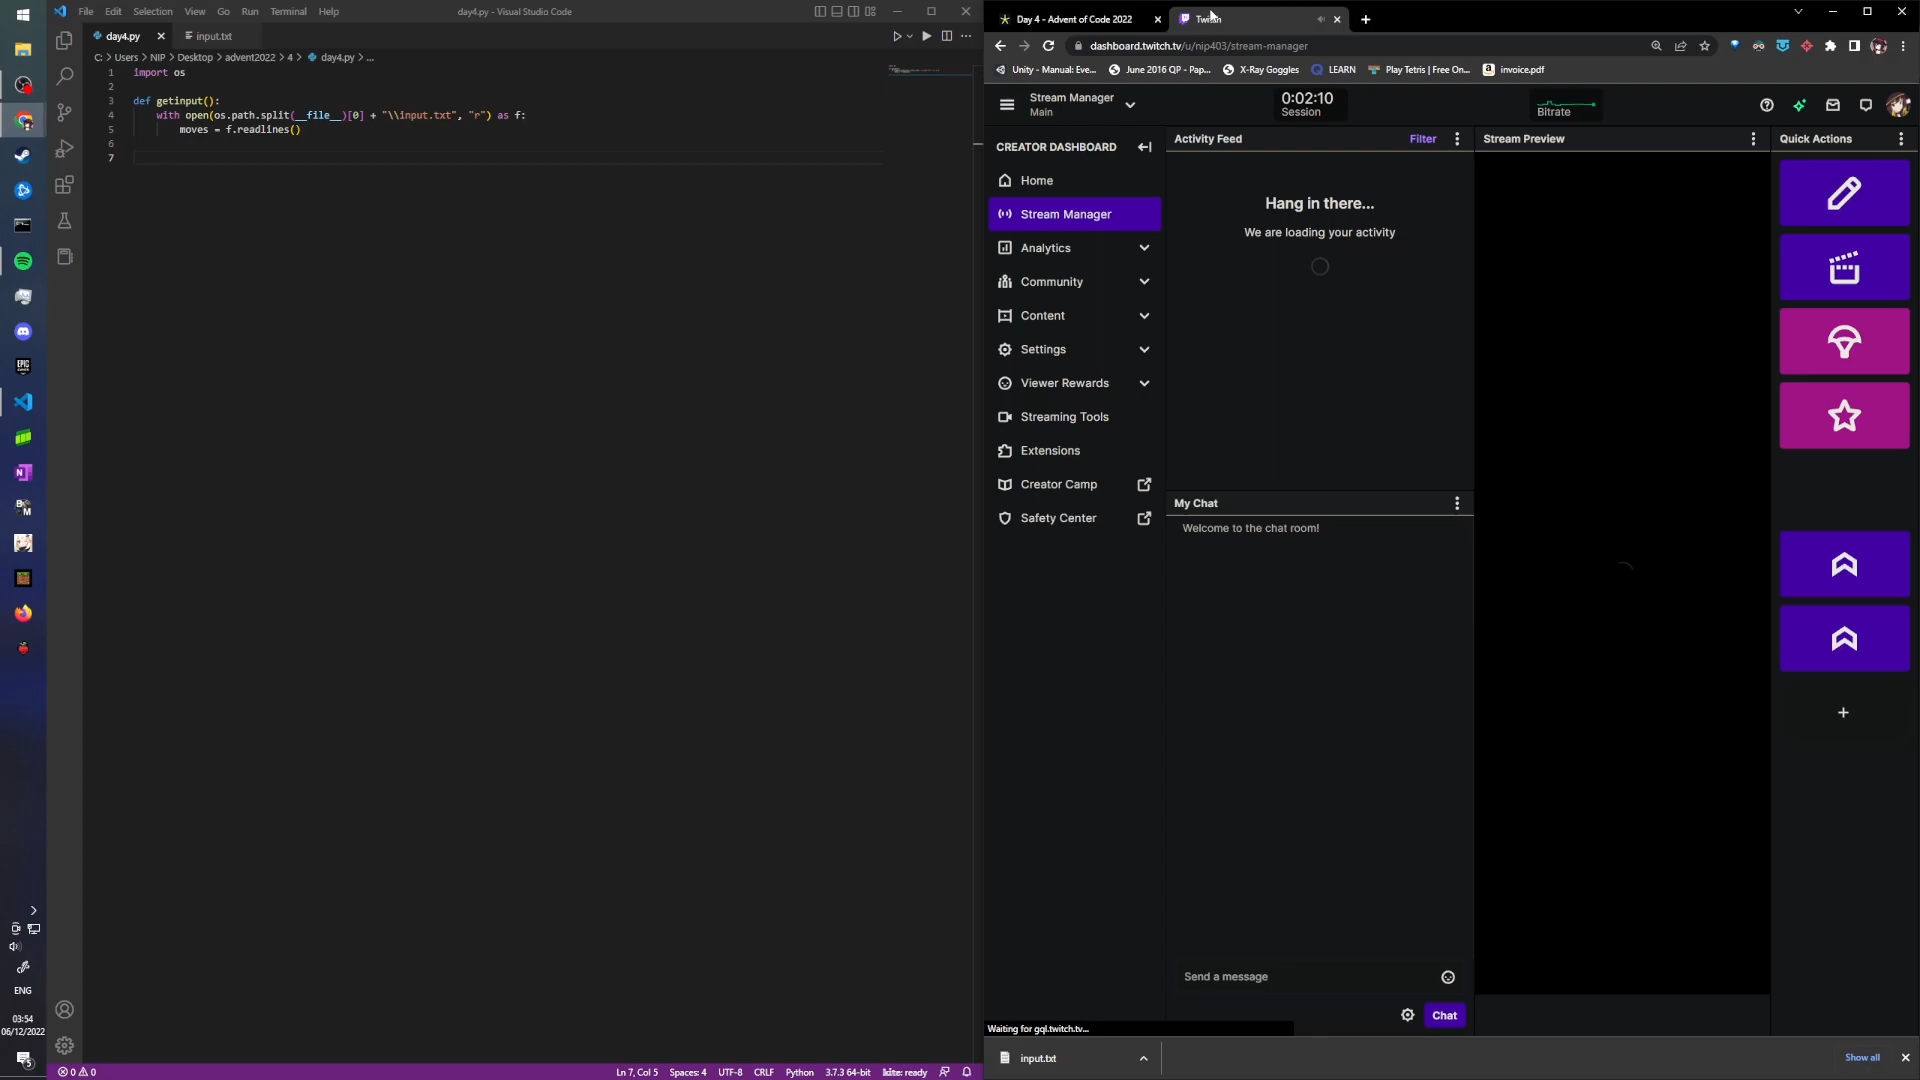 File Edit Selection View Go Run Terminal Help
day4.py - Visual Studio Code
day4.py
input.txt
C: > Users > NIP > Desktop > advent2022 > 4 > day4.py > ...
1 import os
2
3 def getinput():
4 with open(os.path.split(__file__)[0] + "\\input.txt", "r") as f:
5 moves = f.readlines()
6
7
EPIC
ENG
03:54
06/12/2022
5
0 0
Ln 7, Col 5 Spaces: 4 UTF-8 CRLF Python 3.7.3 64-bit kite: ready
Day 4 - Advent of Code 2022
Twitch
dashboard.twitch.tv/u/nip403/stream-manager
Unity - Manual: Eve...
June 2016 QP - Pap...
X-Ray Goggles
LEARN
Play Tetris | Free On...
invoice.pdf
Stream Manager
Main
0:02:10
Session
Bitrate
CREATOR DASHBOARD
Home
Stream Manager
Analytics
Community
Content
Settings
Viewer Rewards
Streaming Tools
Extensions
Creator Camp
Safety Center
Activity Feed
Filter
Hang in there...
We are loading your activity
My Chat
Welcome to the chat room!
Send a message
Chat
Stream Preview
Quick Actions
Waiting for gql.twitch.tv...
input.txt
Show all